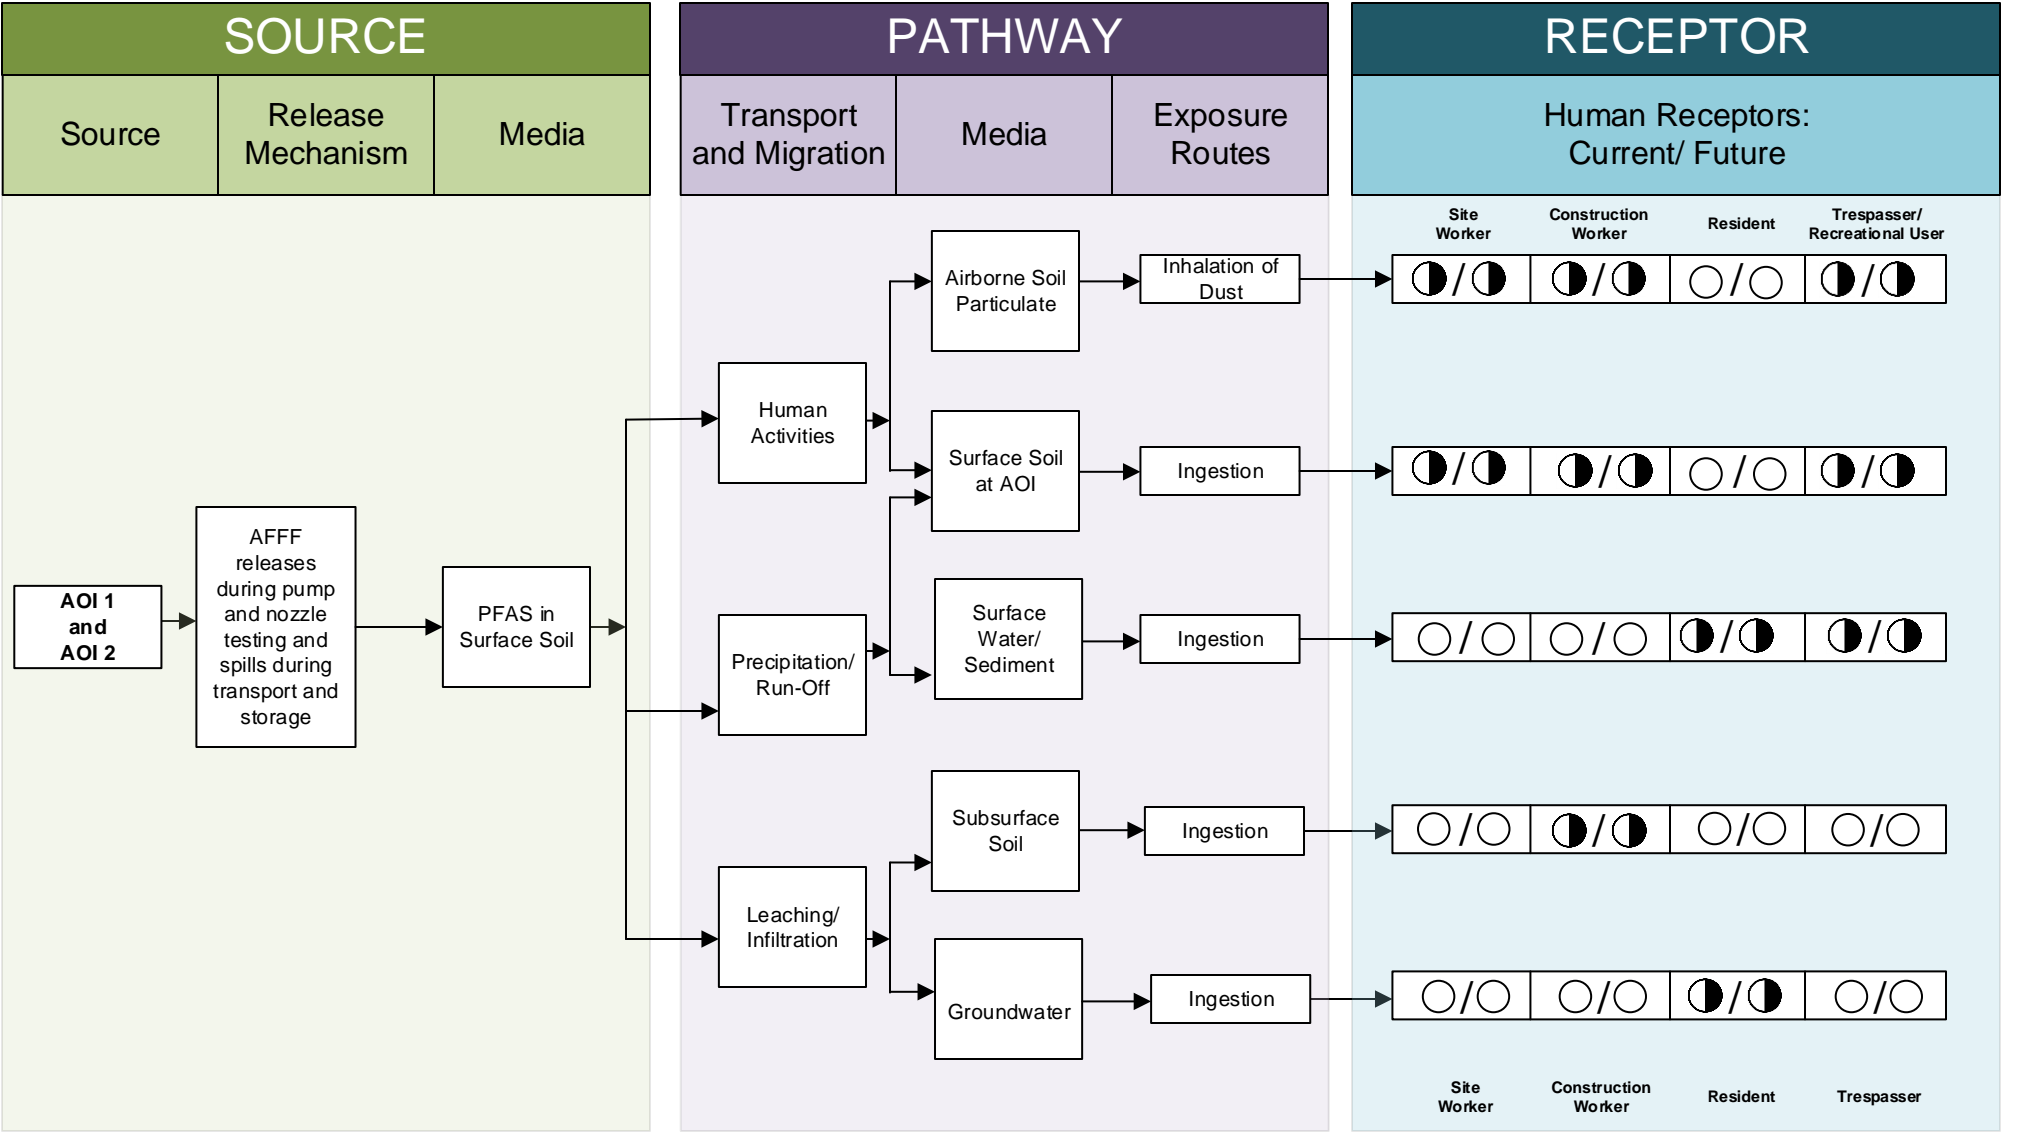 SOURCE
PATHWAY
RECEPTOR
Source
Release
Mechanism
Media
Transport
and Migration
Media
Exposure
Routes
Human Receptors:
Current/ Future
Site
Worker
Construction
Worker
Resident
Trespasser/
Recreational User
Airborne Soil
Particulate
Inhalation of
Dust
/
/
/
/
Human
Activities
Surface Soil
at AOI
Ingestion
/
/
/
/
AOI 1
and
AOI 2
AFFF
releases
during pump
and nozzle
testing and
spills during
transport and
storage
PFAS in
Surface Soil
Precipitation/
Run-Off
Surface
Water/
Sediment
Ingestion
/
/
/
/
Subsurface
Soil
Ingestion
/
/
/
/
Leaching/
Infiltration
Groundwater
Ingestion
/
/
/
/
Site
Worker
Construction
Worker
Resident
Trespasser